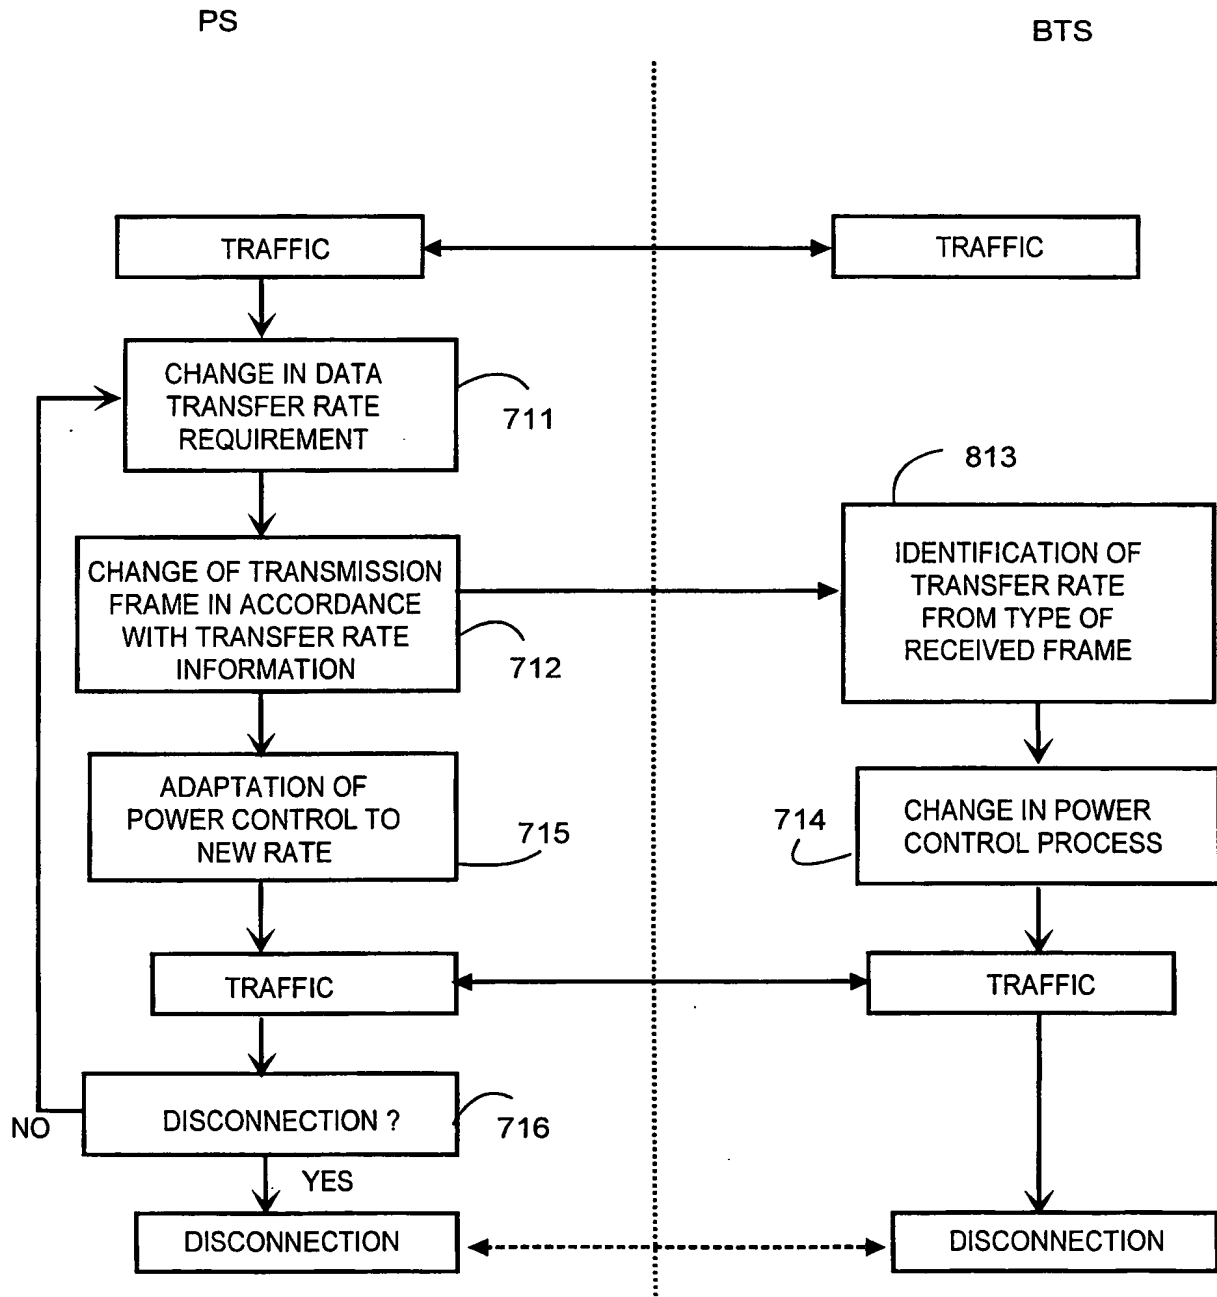 PS
BTS
TRAFFIC
TRAFFIC
CHANGE IN DATA
TRANSFER RATE
REQUIREMENT
711
813
CHANGE OF TRANSMISSION
FRAME IN ACCORDANCE
WITH TRANSFER RATE
INFORMATION
712
IDENTIFICATION OF
TRANSFER RATE
FROM TYPE OF
RECEIVED FRAME
ADAPTATION OF
POWER CONTROL TO
NEW RATE
715
714
CHANGE IN POWER
CONTROL PROCESS
TRAFFIC
TRAFFIC
DISCONNECTION ?
716
NO
YES
DISCONNECTION
DISCONNECTION